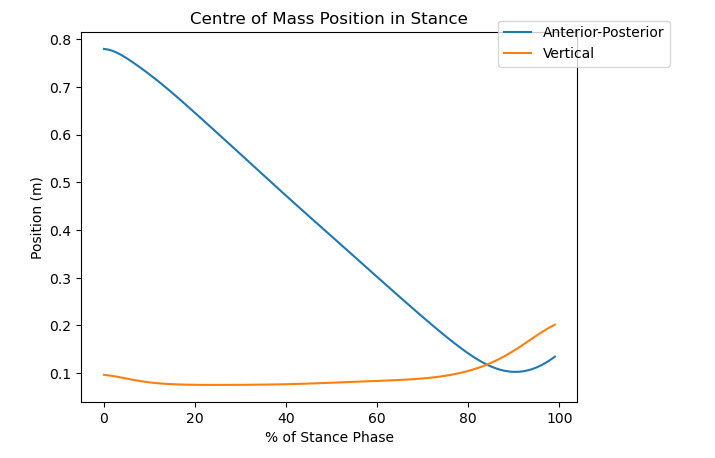 Centre of Mass Position in Stance
Anterior-Posterior
Vertical
0.8
0.7
0.6
0.5
0.4
0.3
0.2
0.1
Position (m)
0 20 40 60 80 100
% of Stance Phase